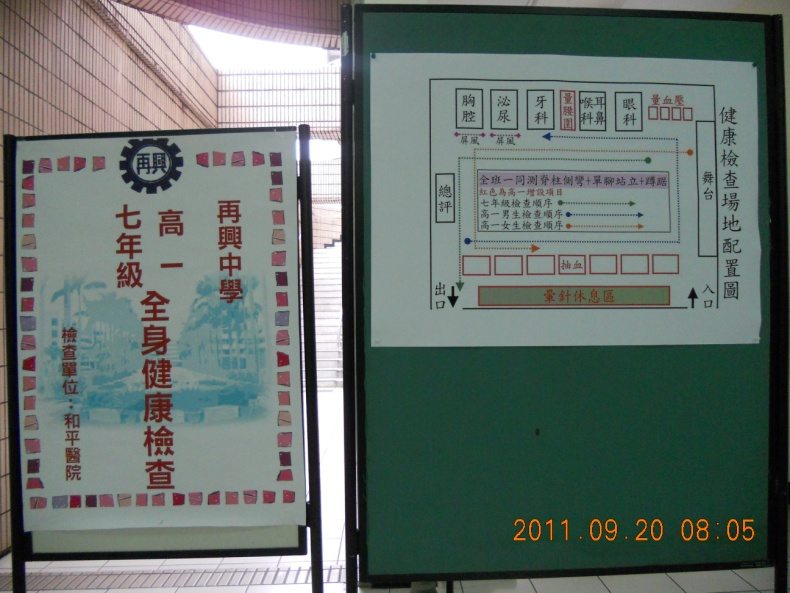 再興
再興中學
高一
七年級
全身健康檢查
檢查單位：和平醫院
健康檢查場地配置圖
胸腔
泌尿
牙科
量腰圍
耳鼻喉科
眼科
量血壓
屏風
屏風
舞台
總評
全班一同測脊柱側彎+單腳站立+蹲踞
紅色為高一增設項目
七年級檢查順序
高一男生檢查順序
高一女生檢查順序
抽血
出口
暈針休息區
入口
2011.09.20 08:05